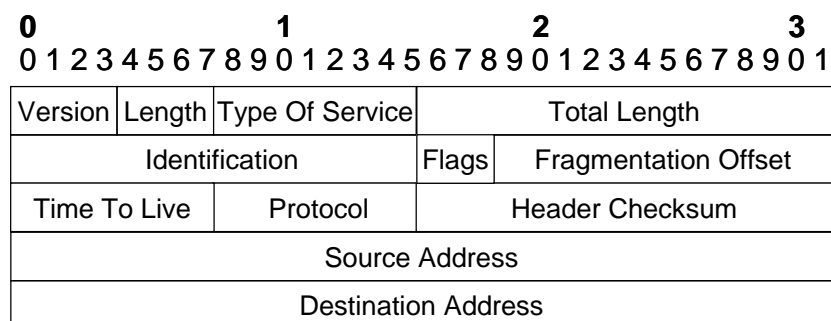 0 1 2 3
0 1 2 3 4 5 6 7 8 9 0 1 2 3 4 5 6 7 8 9 0 1 2 3 4 5 6 7 8 9 0 1
Version Length Type Of Service Total Length
Identification Flags Fragmentation Offset
Time To Live Protocol Header Checksum
Source Address
Destination Address